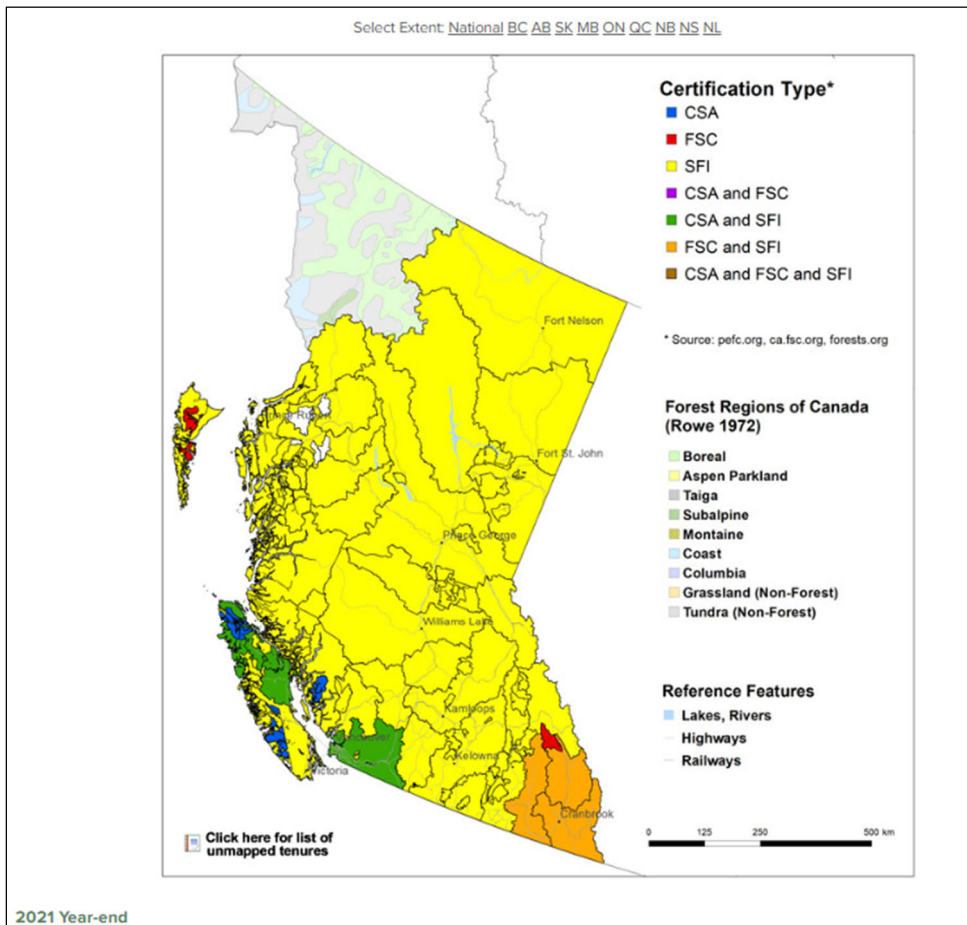 Select Extent: National BC AB SK MB ON QC NB NS NL
Certification Type*
CSA
FSC
SFI
CSA and FSC
CSA and SFI
FSC and SFI
CSA and FSC and SFI
* Source: pefc.org, ca.fsc.org, forests.org
Forest Regions of Canada
(Rowe 1972)
Boreal
Aspen Parkland
Taiga
Subalpine
Montaine
Coast
Columbia
Grassland (Non-Forest)
Tundra (Non-Forest)
Reference Features
Lakes, Rivers
Highways
Railways
0 125 250 500 km
Fort Nelson
Prince Rupert
Fort St. John
Prince George
Williams Lake
Kamloops
Vancouver
Kelowna
Victoria
Cranbrook
Click here for list of
unmapped tenures
2021 Year-end